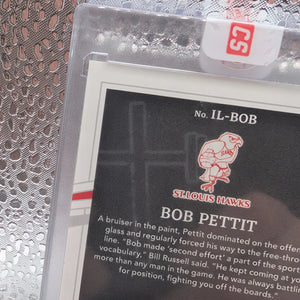 CS
No. IL-BOB
ST. LOUIS HAWKS
BOB PETTIT
A bruiser in the paint, Pettit dominated on the offen
glass and regularly forced his way to the free-throw
line. "Bob made 'second effort' a part of the sport
," Bill Russell said. "He kept coming at yo
more than any man in the game. He was always battlin
for position, fighting you off the boards."